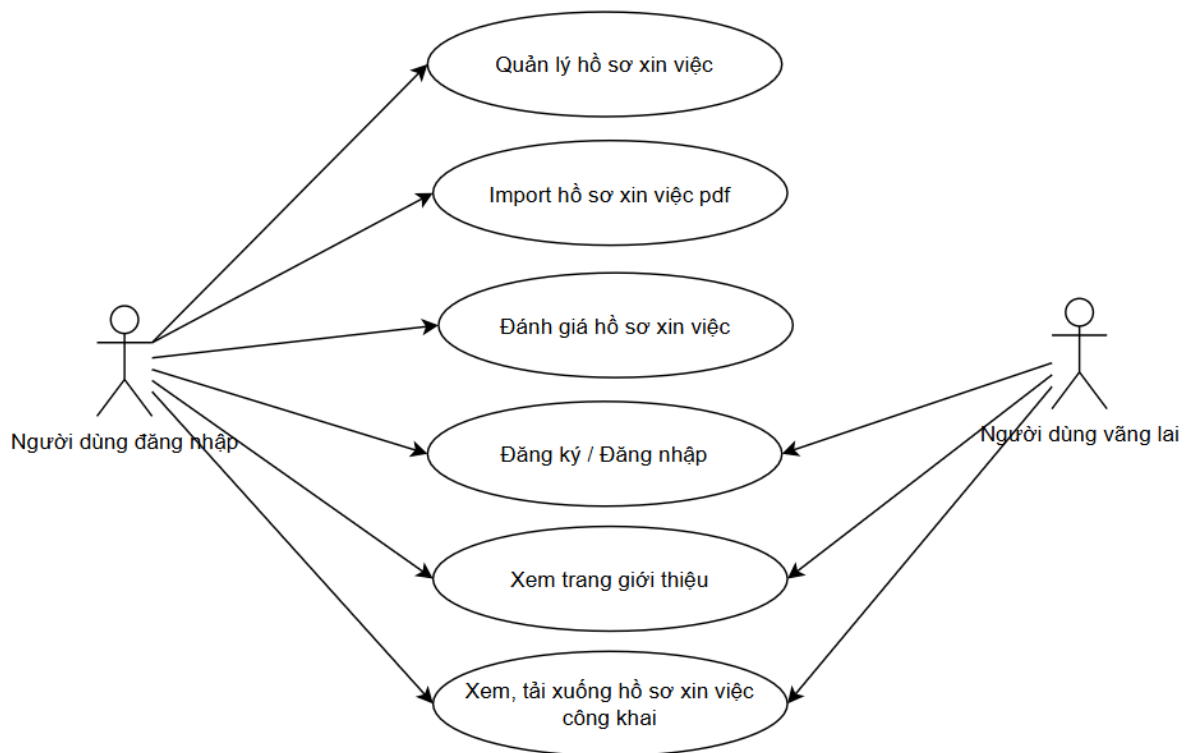 Quản lý hồ sơ xin việc
Import hồ sơ xin việc pdf
Đánh giá hồ sơ xin việc
Người dùng đăng nhập
Người dùng vãng lai
Đăng ký / Đăng nhập
Xem trang giới thiệu
Xem, tải xuống hồ sơ xin việc
công khai